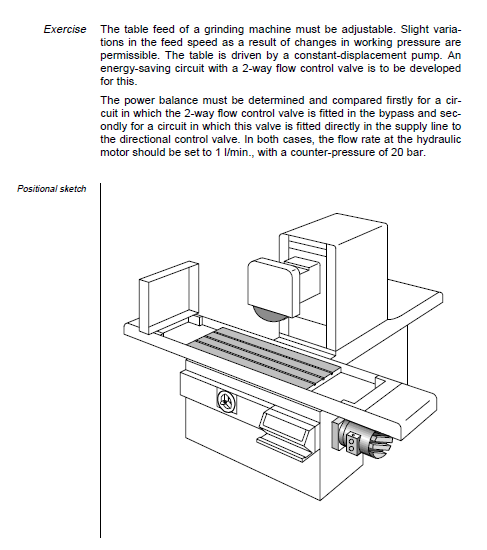 Exercise The table feed of a grinding machine must be adjustable. Slight varia-
tions in the feed speed as a result of changes in working pressure are
permissible. The table is driven by a constant-displacement pump. An
energy-saving circuit with a 2-way flow control valve is to be developed
for this.
The power balance must be determined and compared firstly for a cir-
cuit in which the 2-way flow control valve is fitted in the bypass and sec-
ondly for a circuit in which this valve is fitted directly in the supply line to
the directional control valve. In both cases, the flow rate at the hydraulic
motor should be set to 1 l/min., with a counter-pressure of 20 bar.
Positional sketch